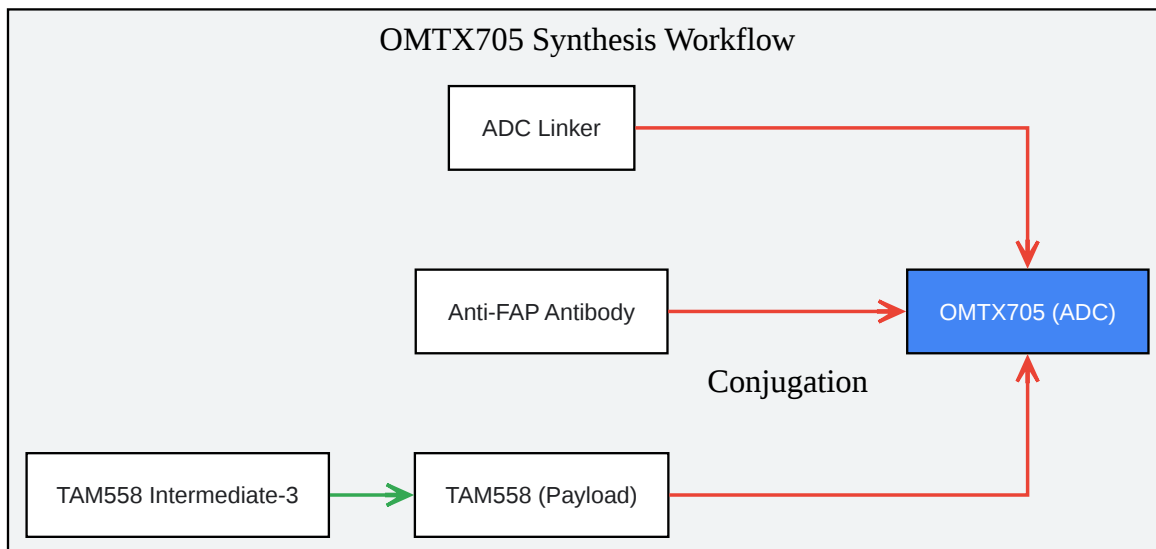 OMTX705 Synthesis Workflow
ADC Linker
Anti-FAP Antibody
OMTX705 (ADC)
Conjugation
TAM558 Intermediate-3
TAM558 (Payload)